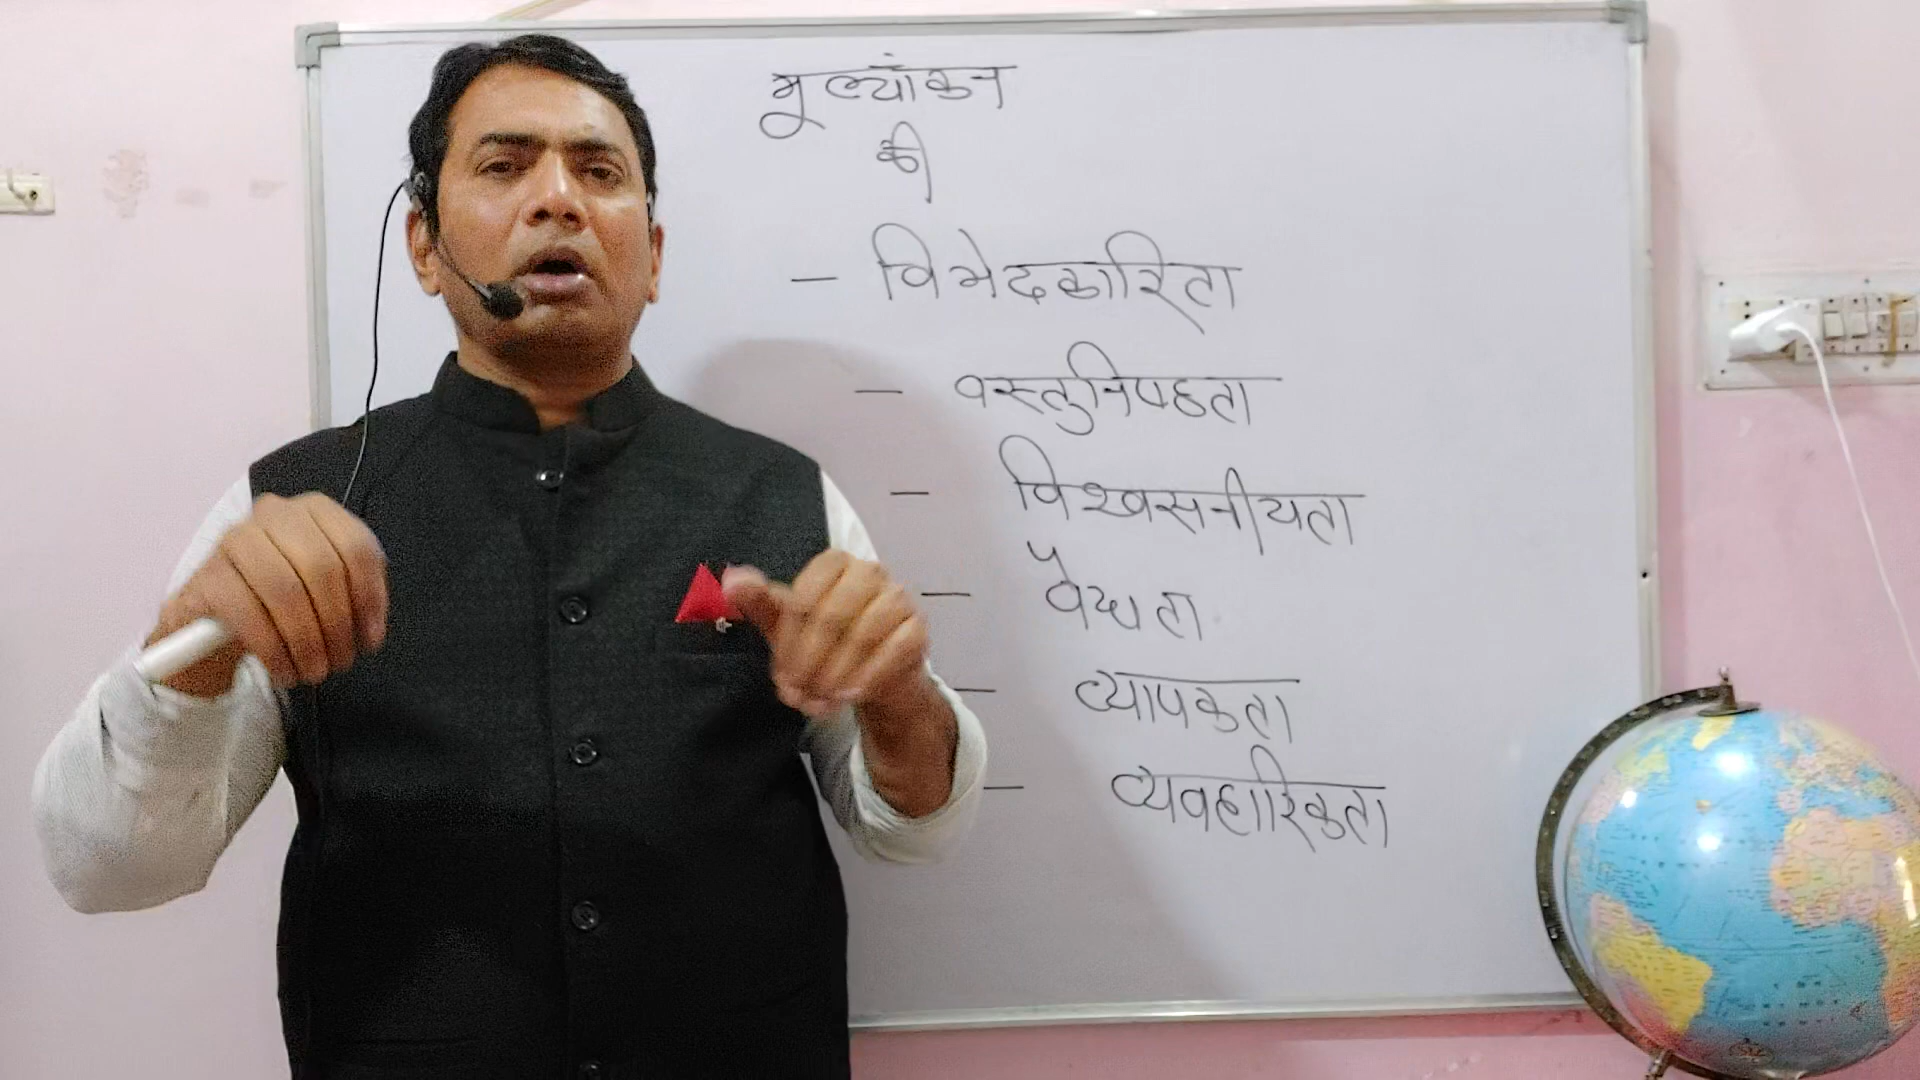 मूल्यांकन
की
- विभेदकारिता
- वस्तुनिष्ठता
- विश्वसनीयता
- वैधता
- व्यापकता
- व्यवहारिकता